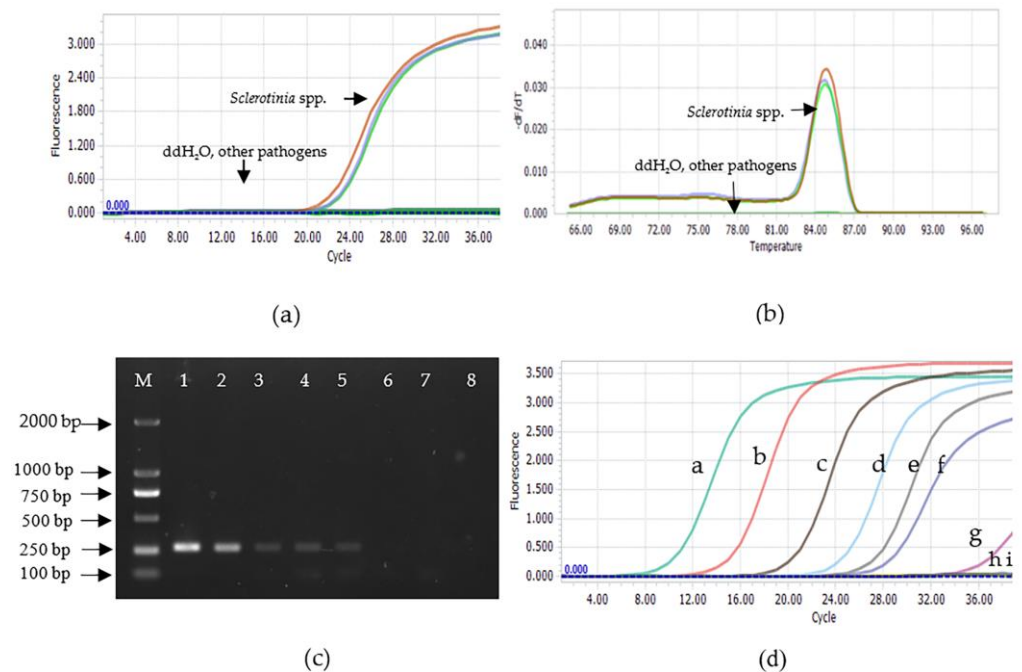 3.000
2.400
1.800
1.200
0.600
0.000
Fluorescence
0.000
Sclerotinia spp.
ddH₂O, other pathogens
4.00 8.00 12.00 16.00 20.00 24.00 28.00 32.00 36.00
Cycle
(a)
0.040
0.030
0.020
0.010
0.000
-dF/dT
Sclerotinia spp.
ddH₂O, other pathogens
66.00 69.00 72.00 75.00 78.00 81.00 84.00 87.00 90.00 93.00 96.00
Temperature
(b)
M 1 2 3 4 5 6 7 8
2000 bp
1000 bp
750 bp
500 bp
250 bp
100 bp
(c)
3.500
3.000
2.500
2.000
1.500
1.000
0.500
0.000
Fluorescence
0.000
a b c d e f
g
h i
4.00 8.00 12.00 16.00 20.00 24.00 28.00 32.00 36.00
Cycle
(d)